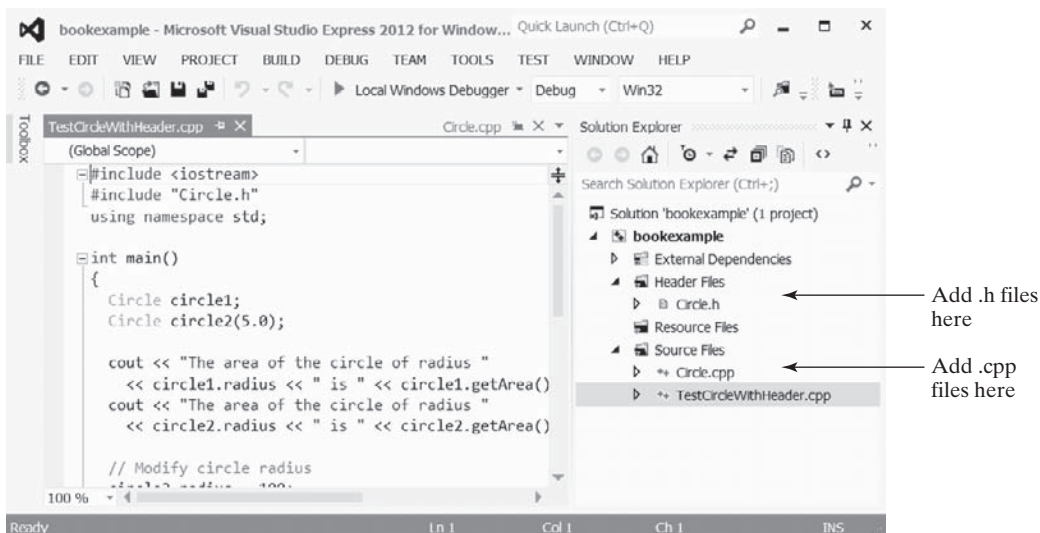 bookexample - Microsoft Visual Studio Express 2012 for Window... Quick Launch (Ctrl+Q)
FILE EDIT VIEW PROJECT BUILD DEBUG TEAM TOOLS TEST WINDOW HELP
Local Windows Debugger Debug Win32
Toolbox
TestCircleWithHeader.cpp Circle.cpp
(Global Scope)
#include <iostream>
#include "Circle.h"
using namespace std;
int main()
{
Circle circle1;
Circle circle2(5.0);
cout << "The area of the circle of radius "
<< circle1.radius << " is " << circle1.getArea()
cout << "The area of the circle of radius "
<< circle2.radius << " is " << circle2.getArea()
// Modify circle radius
100 %
Solution Explorer
Search Solution Explorer (Ctrl+;)
Solution 'bookexample' (1 project)
bookexample
External Dependencies
Header Files
Circle.h
Resource Files
Source Files
Circle.cpp
TestCircleWithHeader.cpp
Add .h files
here
Add .cpp
files here
Ready Ln 1 Col 1 Ch 1 INS